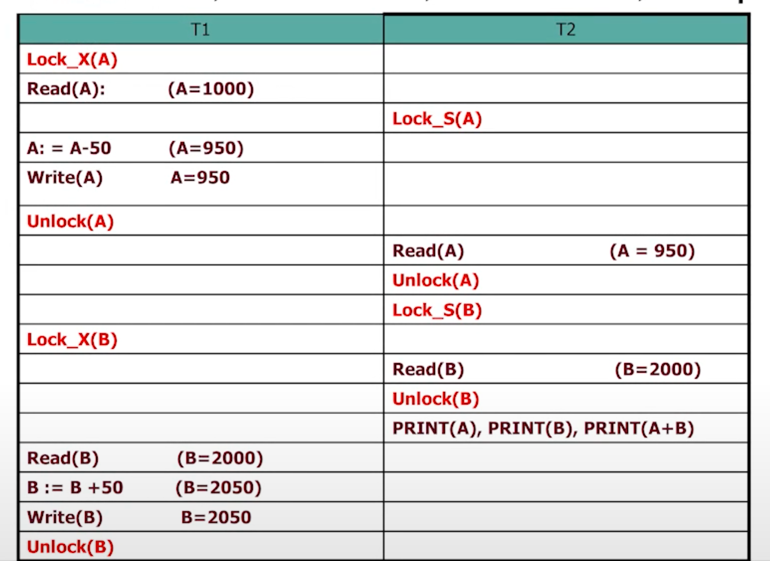 T1 T2
Lock_X(A)
Read(A): (A=1000)
Lock_S(A)
A: = A-50 (A=950)
Write(A) A=950
Unlock(A)
Read(A) (A = 950)
Unlock(A)
Lock_S(B)
Lock_X(B)
Read(B) (B=2000)
Unlock(B)
PRINT(A), PRINT(B), PRINT(A+B)
Read(B) (B=2000)
B := B +50 (B=2050)
Write(B) B=2050
Unlock(B)